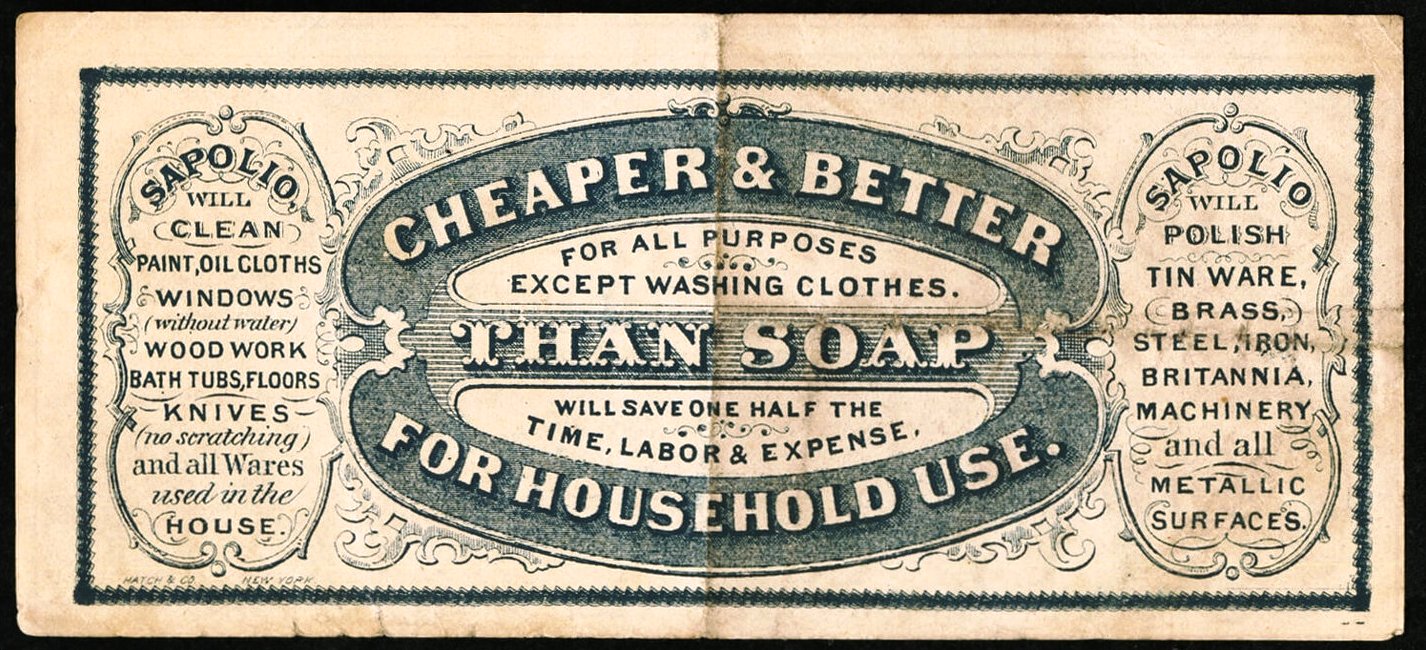 SAPOLIO,
WILL
CLEAN
PAINT, OIL CLOTHS
WINDOWS
(without water)
WOOD WORK
BATH TUBS, FLOORS
KNIVES
(no scratching)
and all Wares
used in the
HOUSE.
CHEAPER & BETTER
FOR ALL PURPOSES
EXCEPT WASHING CLOTHES.
THAN SOAP
WILL SAVE ONE HALF THE
TIME, LABOR & EXPENSE,
FOR HOUSEHOLD USE.
SAPOLIO
WILL
POLISH
TIN WARE,
BRASS,
STEEL, IRON,
BRITANNIA,
MACHINERY,
and all
METALLIC
SURFACES.
HATCH & CO. NEW YORK.